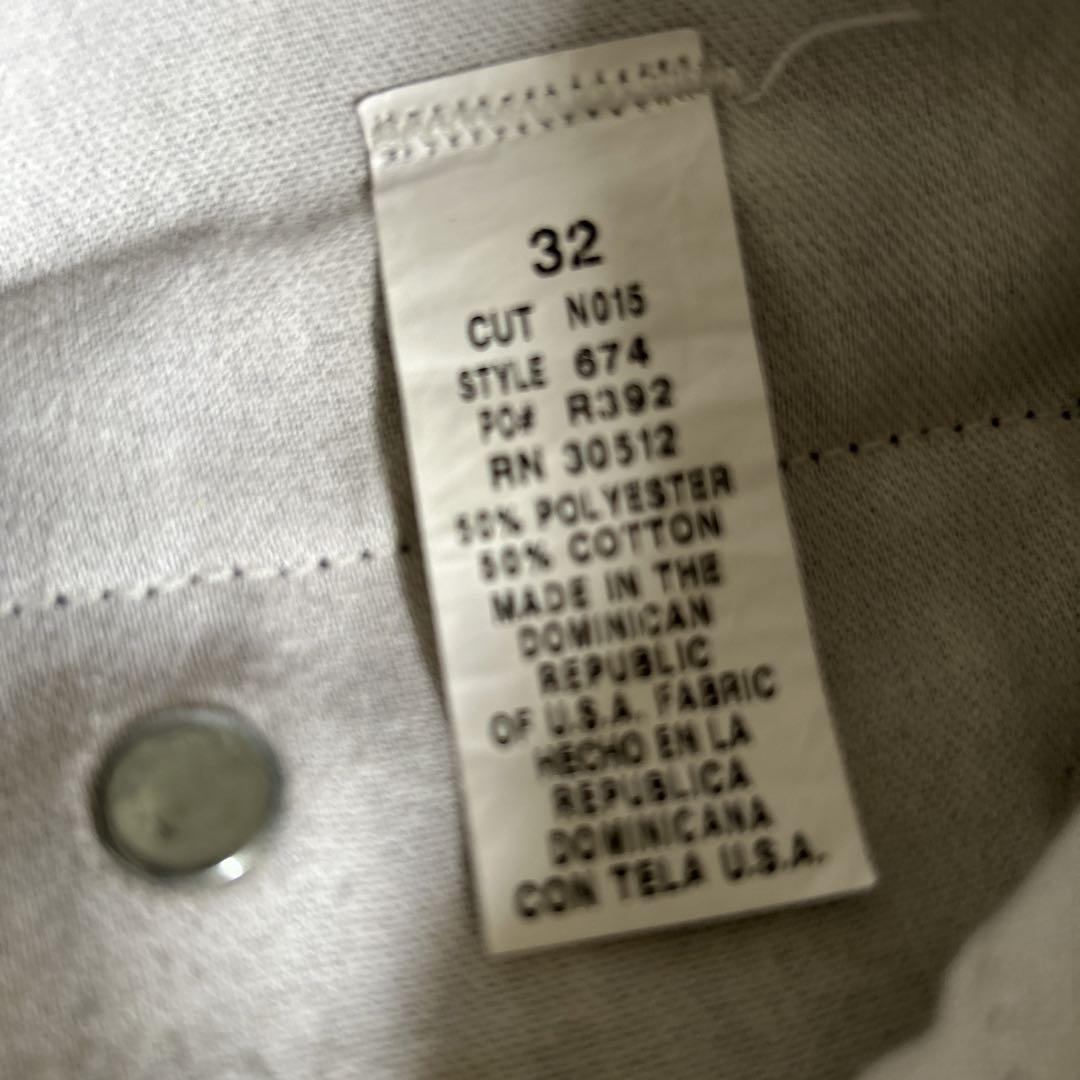 32
CUT N015
STYLE 674
PO# R392
RN 30512
50% POLYESTER
50% COTTON
MADE IN THE
DOMINICAN
REPUBLIC
OF U.S.A. FABRIC
HECHO EN LA
REPUBLICA
DOMINICANA
CON TELA U.S.A.